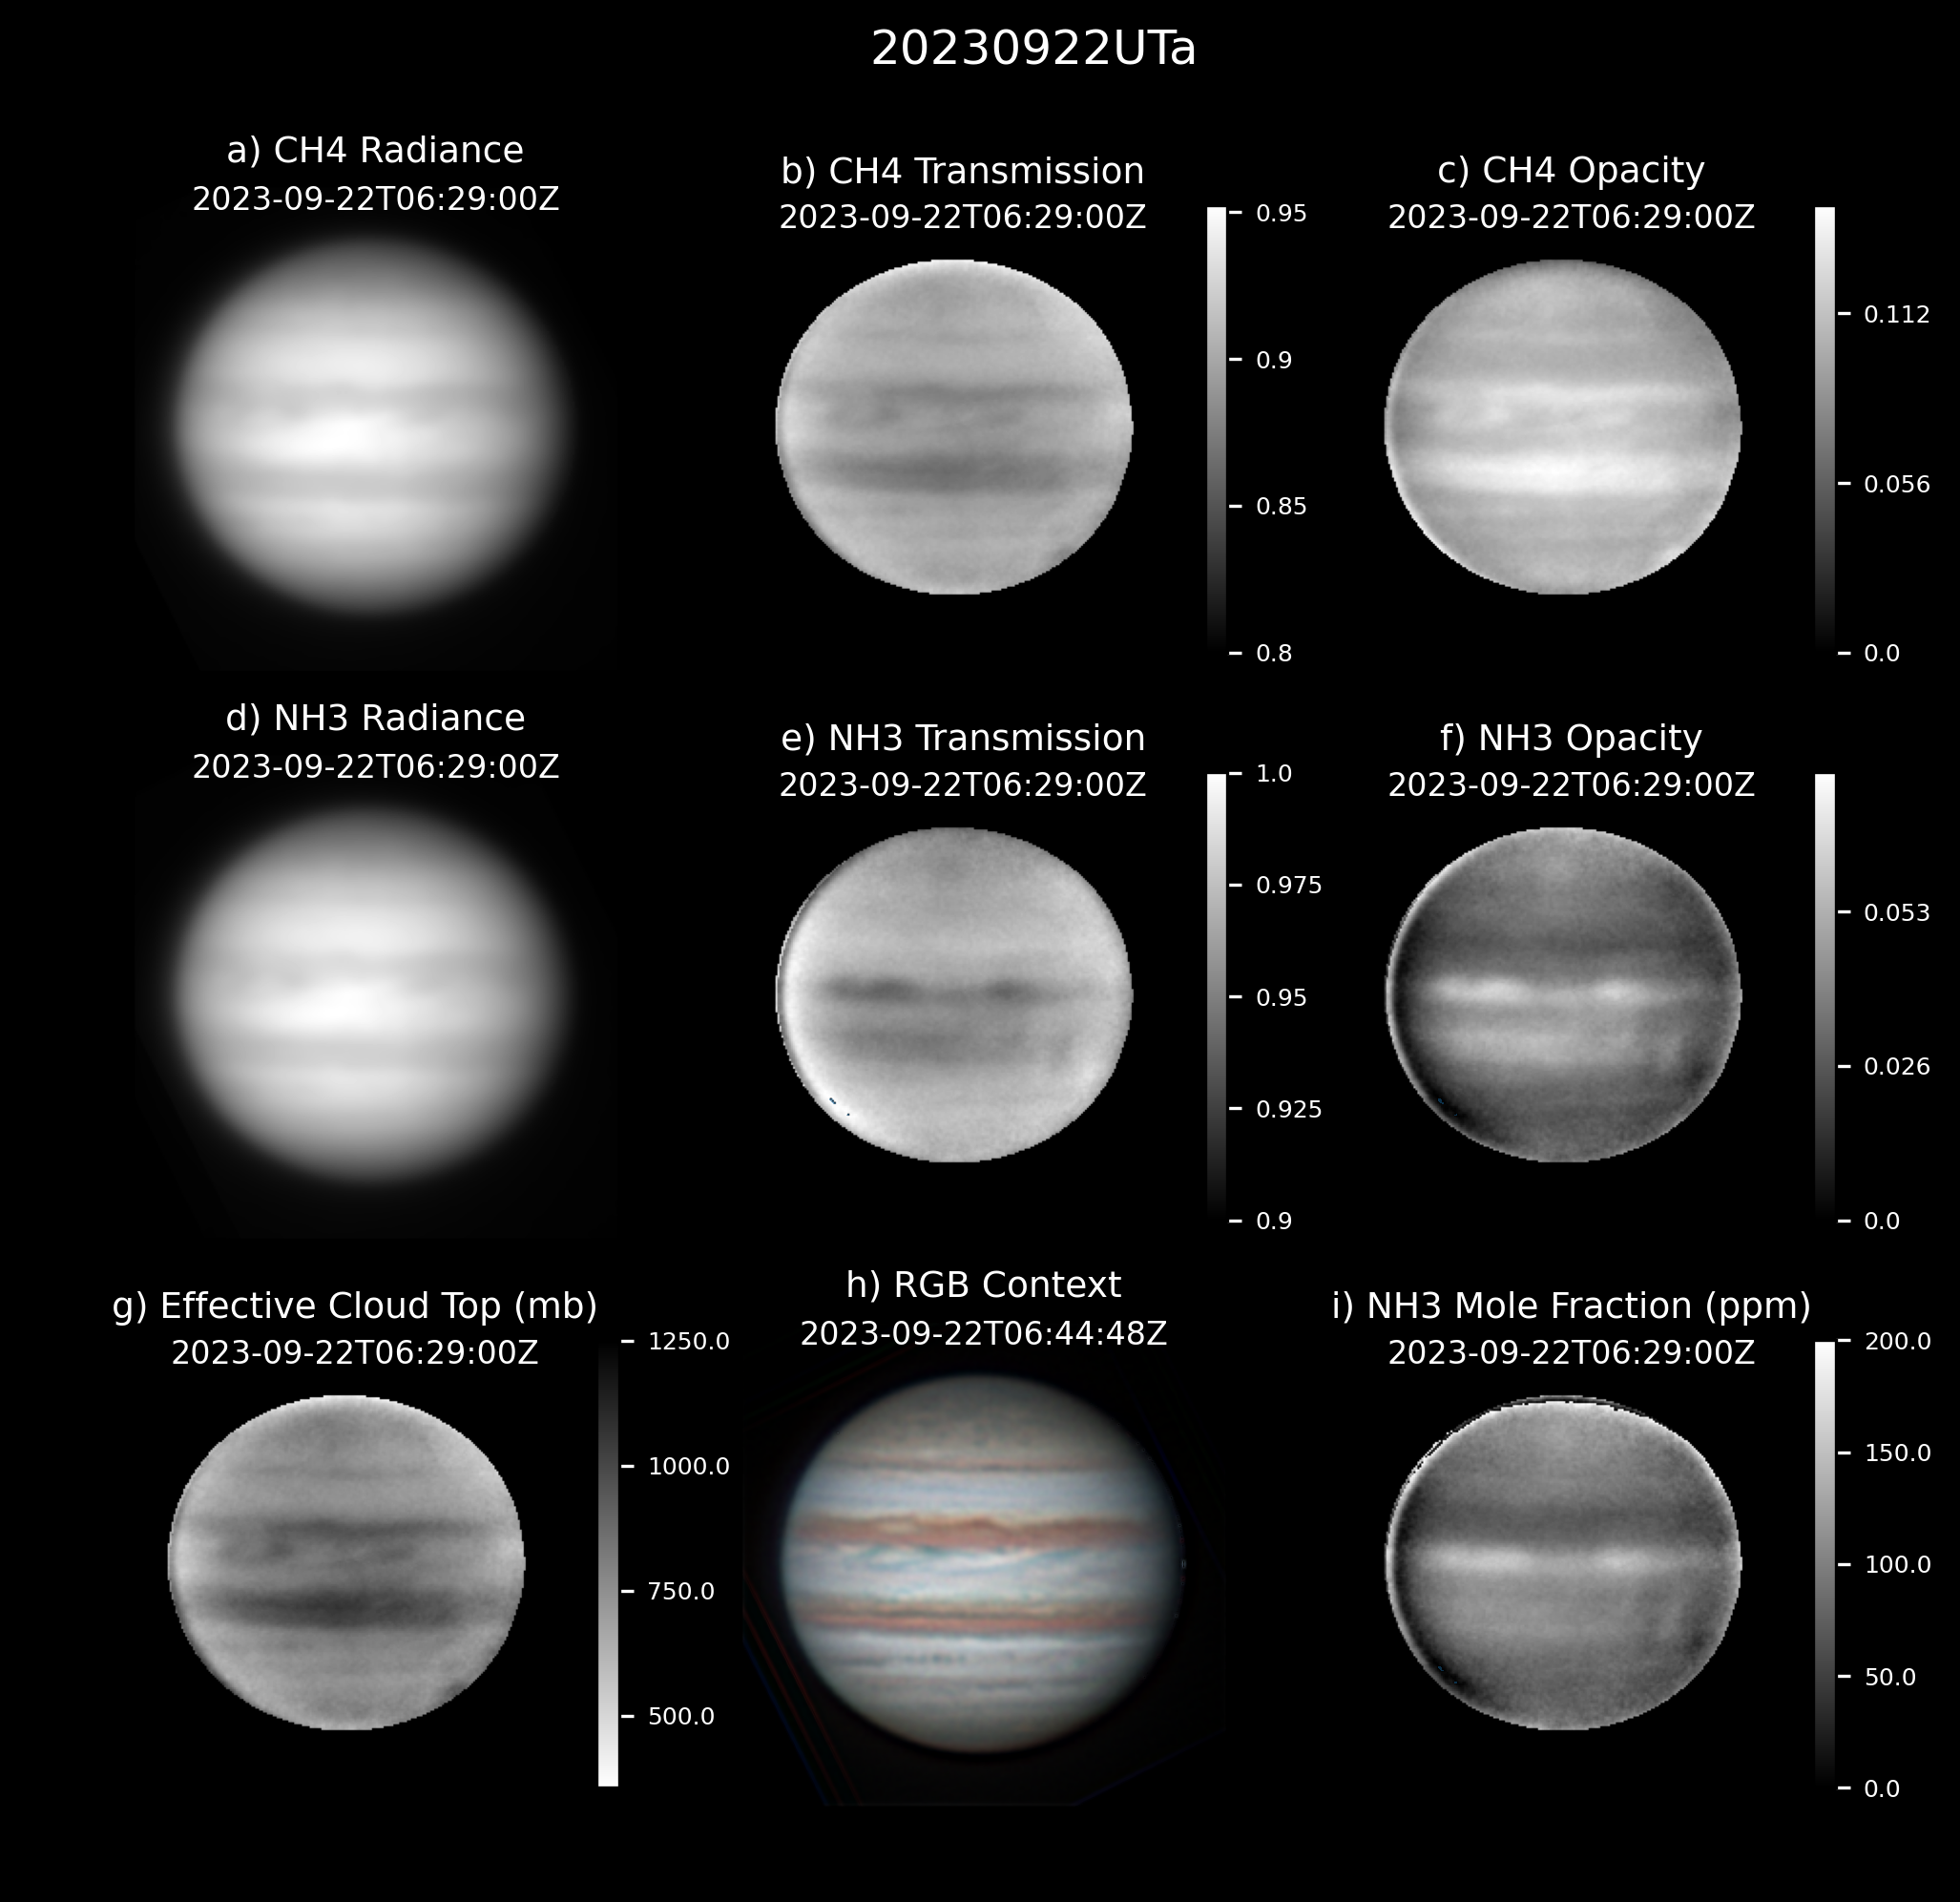 20230922UTa
a) CH4 Radiance
2023-09-22T06:29:00Z
b) CH4 Transmission
2023-09-22T06:29:00Z
0.95
0.9
0.85
0.8
c) CH4 Opacity
2023-09-22T06:29:00Z
0.112
0.056
0.0
d) NH3 Radiance
2023-09-22T06:29:00Z
e) NH3 Transmission
2023-09-22T06:29:00Z
1.0
0.975
0.95
0.925
0.9
f) NH3 Opacity
2023-09-22T06:29:00Z
0.053
0.026
0.0
g) Effective Cloud Top (mb)
2023-09-22T06:29:00Z
1250.0
1000.0
750.0
500.0
h) RGB Context
2023-09-22T06:44:48Z
i) NH3 Mole Fraction (ppm)
2023-09-22T06:29:00Z
200.0
150.0
100.0
50.0
0.0